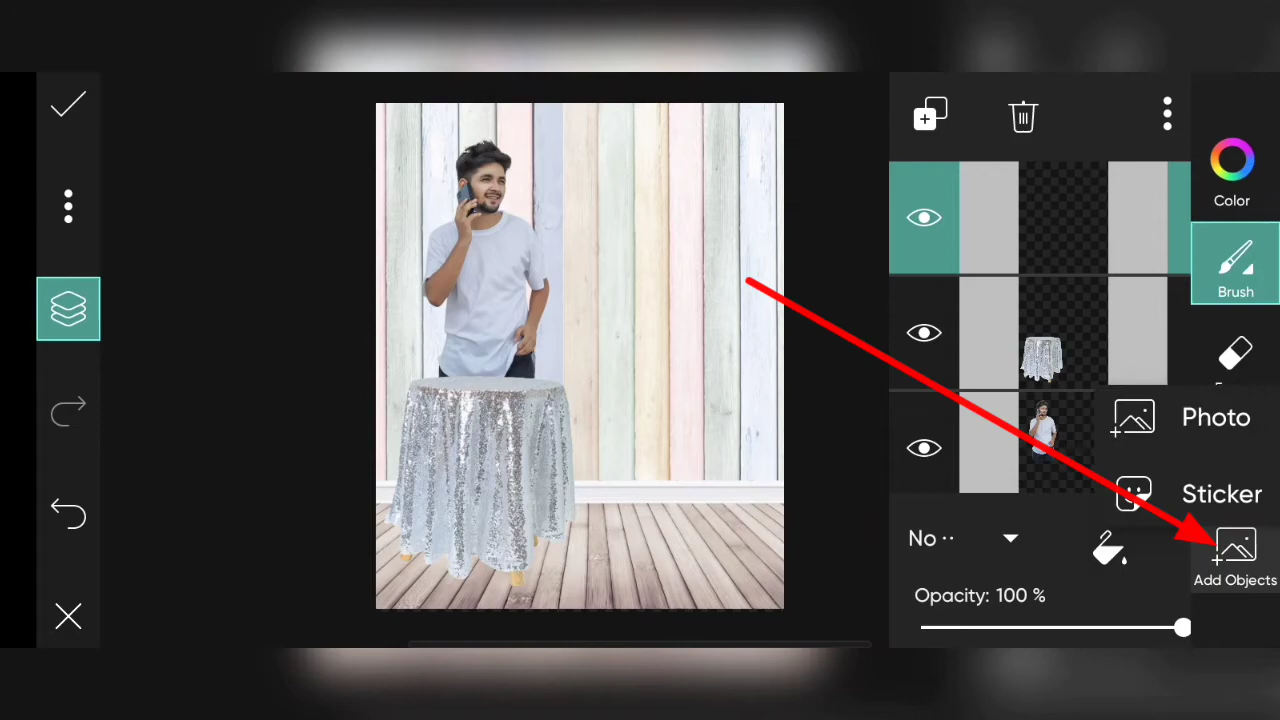 Color
Brush
Photo
Sticker
No ··
Add Objects
Opacity: 100 %